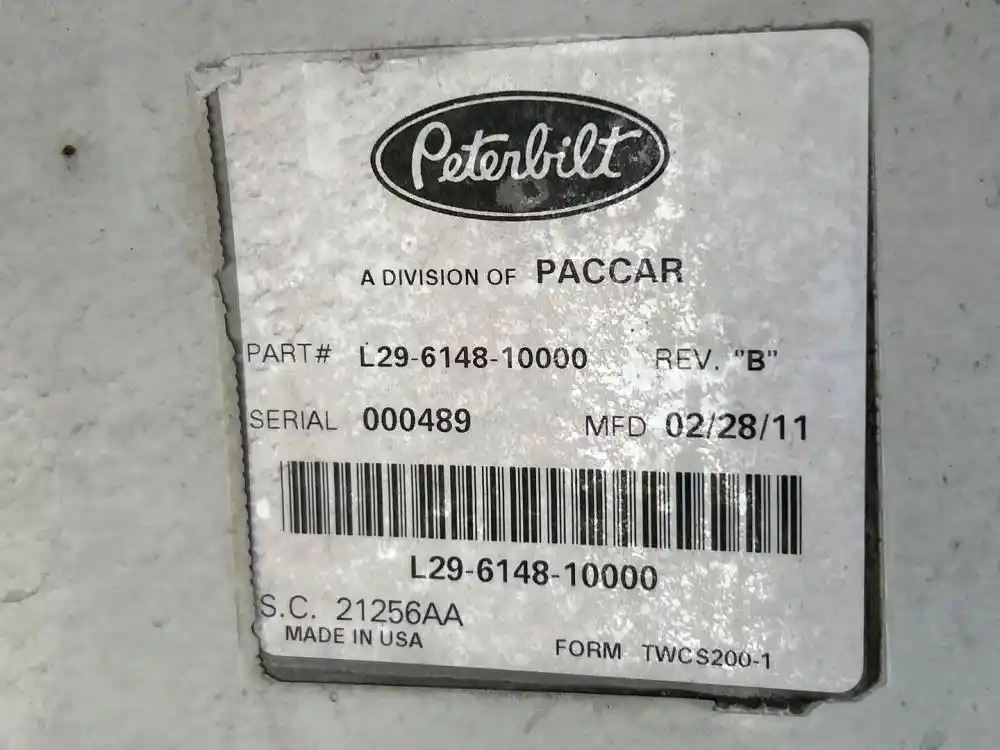 Peterbilt
A DIVISION OF PACCAR
PART# L29-6148-10000 REV. "B"
SERIAL 000489 MFD 02/28/11
L29-6148-10000
S.C. 21256AA
MADE IN USA
FORM TWCS200-1